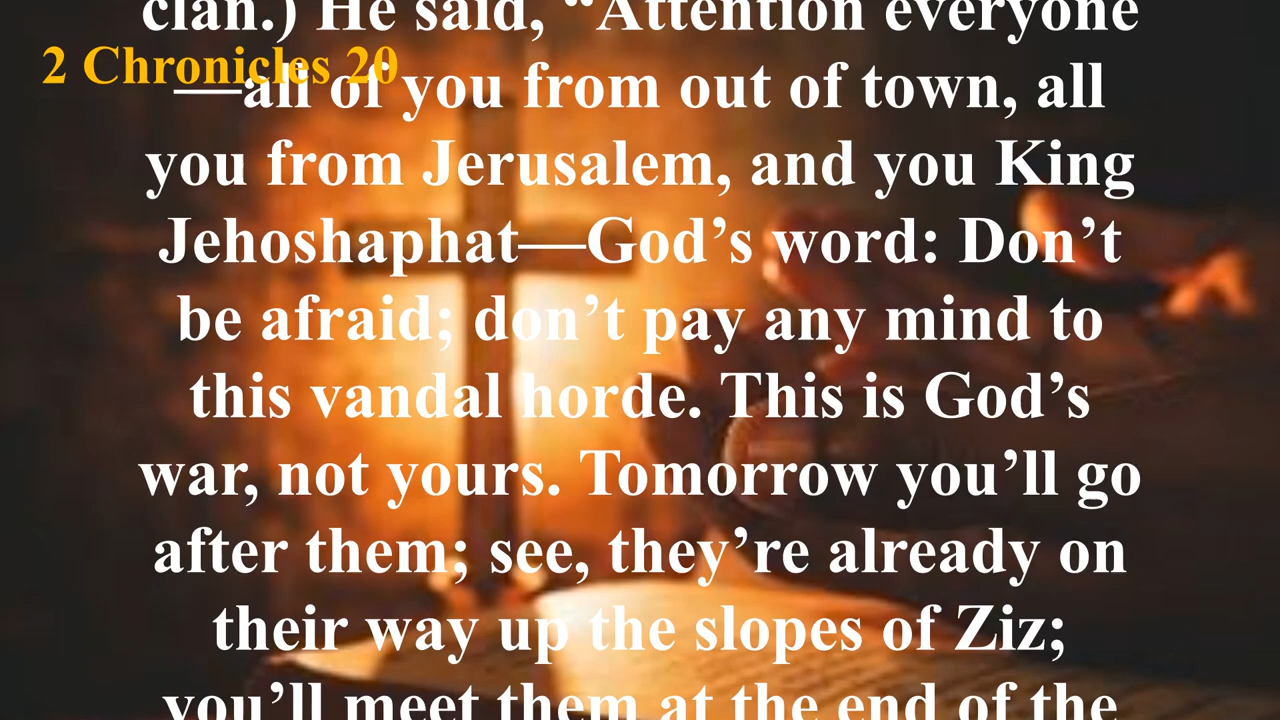 clan.) He said, “Attention everyone
2 Chronicles 20
—all of you from out of town, all
you from Jerusalem, and you King
Jehoshaphat—God’s word: Don’t
be afraid; don’t pay any mind to
this vandal horde. This is God’s
war, not yours. Tomorrow you’ll go
after them; see, they’re already on
their way up the slopes of Ziz;
you’ll meet them at the end of the